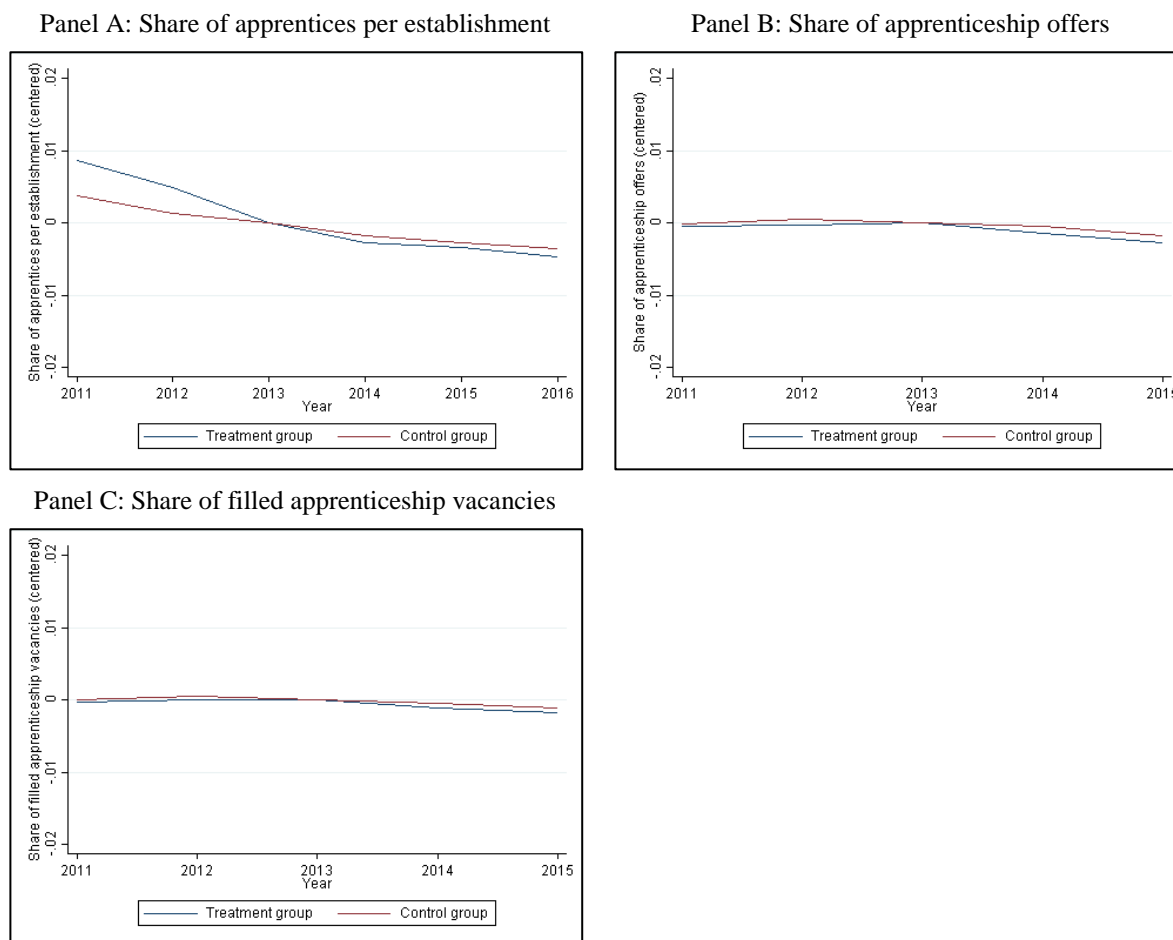 Panel A: Share of apprentices per establishment
Share of apprentices per establishment (centered)
.02
.01
0
-.01
-.02
2011 2012 2013 2014 2015 2016
Year
Treatment group Control group
Panel B: Share of apprenticeship offers
Share of apprenticeship offers (centered)
.02
.01
0
-.01
-.02
2011 2012 2013 2014 2015
Year
Treatment group Control group
Panel C: Share of filled apprenticeship vacancies
Share of filled apprenticeship vacancies (centered)
.02
.01
0
-.01
-.02
2011 2012 2013 2014 2015
Year
Treatment group Control group